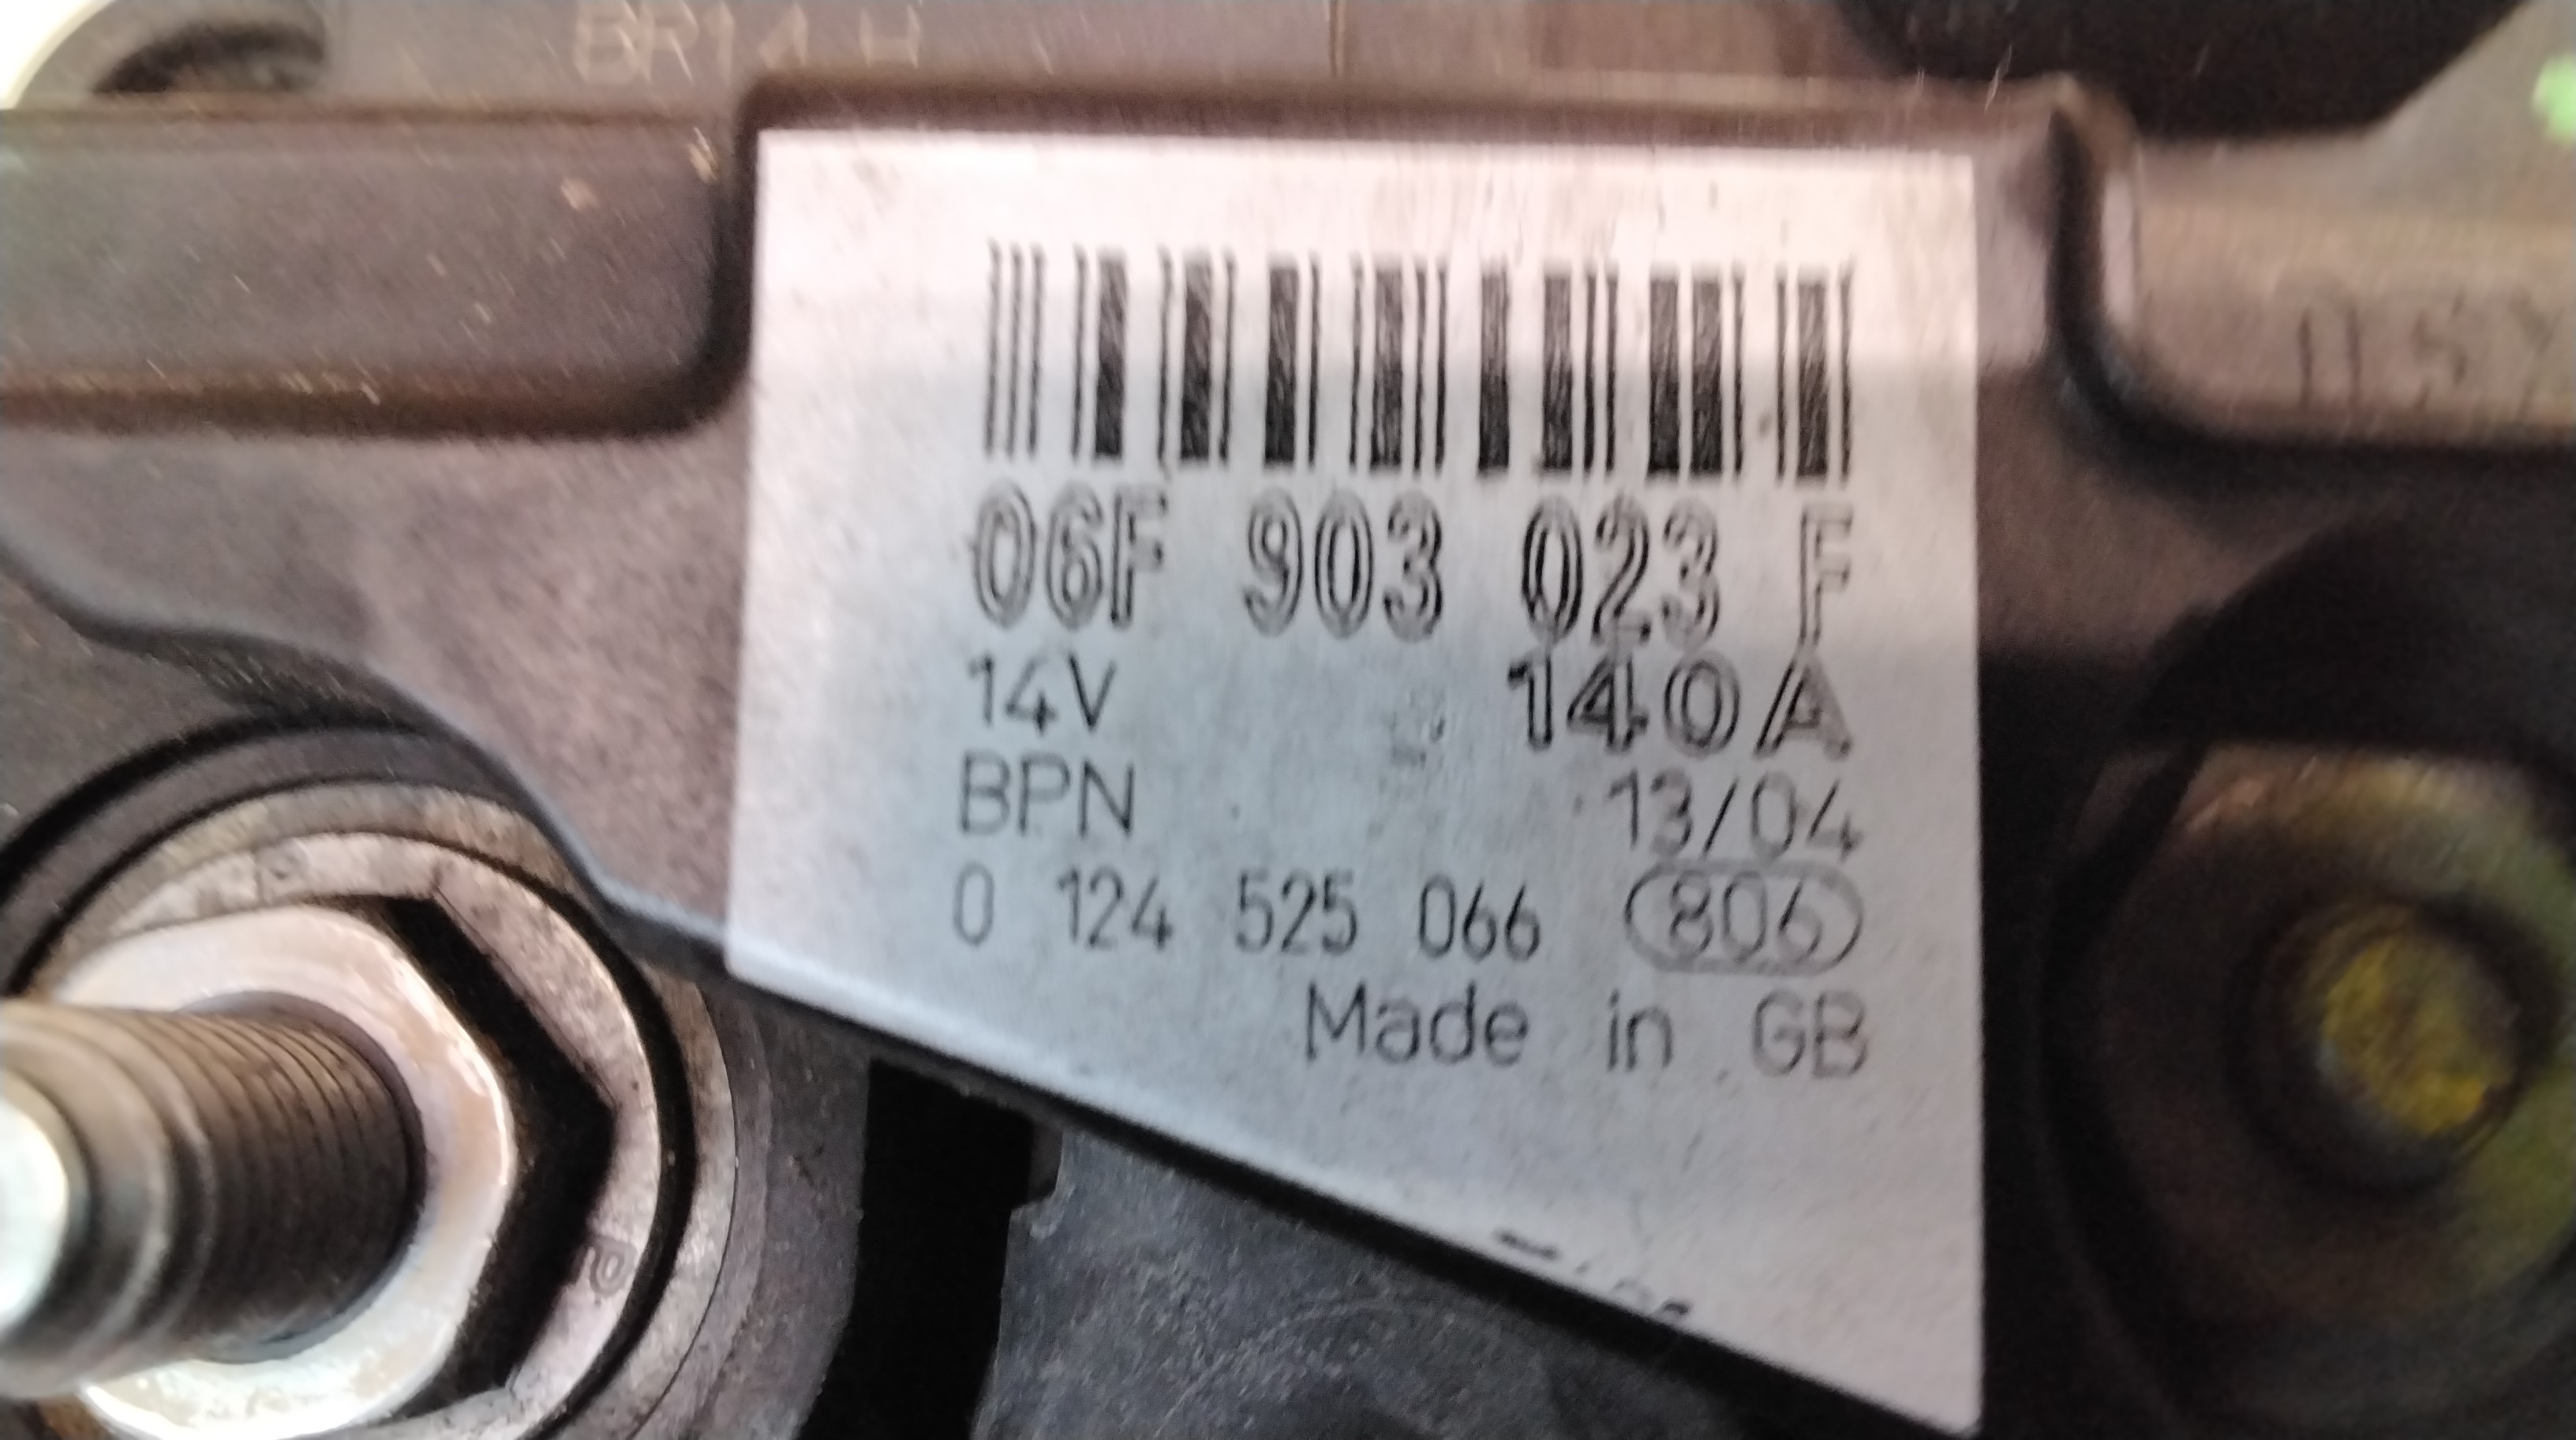 06F 903 023 F
14V 140A
BPN 13/04
0 124 525 066 806
Made in GB
P